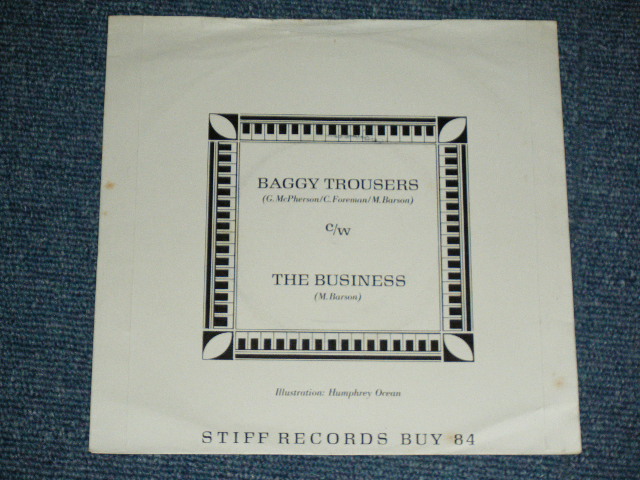 BAGGY TROUSERS
(G. McPherson/C. Foreman/M. Barson)
c/w
THE BUSINESS
(M. Barson)
Illustration: Humphrey Ocean
STIFF RECORDS BUY 84